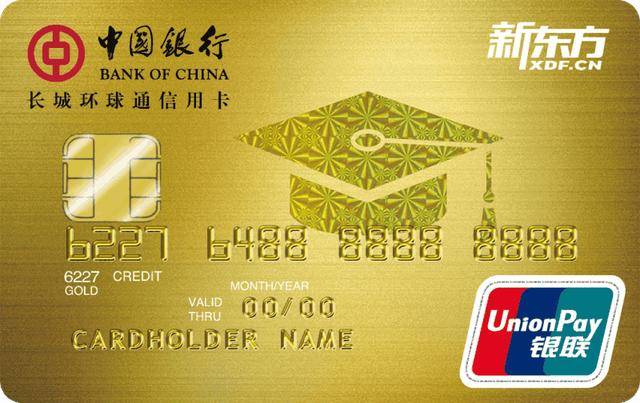 中国銀行
BANK OF CHINA
长城环球通信用卡
新东方
XDF.CN
6227 6488 8888 8888
6227 CREDIT
GOLD
MONTH/YEAR
VALID THRU 00/00
CARDHOLDER NAME
UnionPay
银联